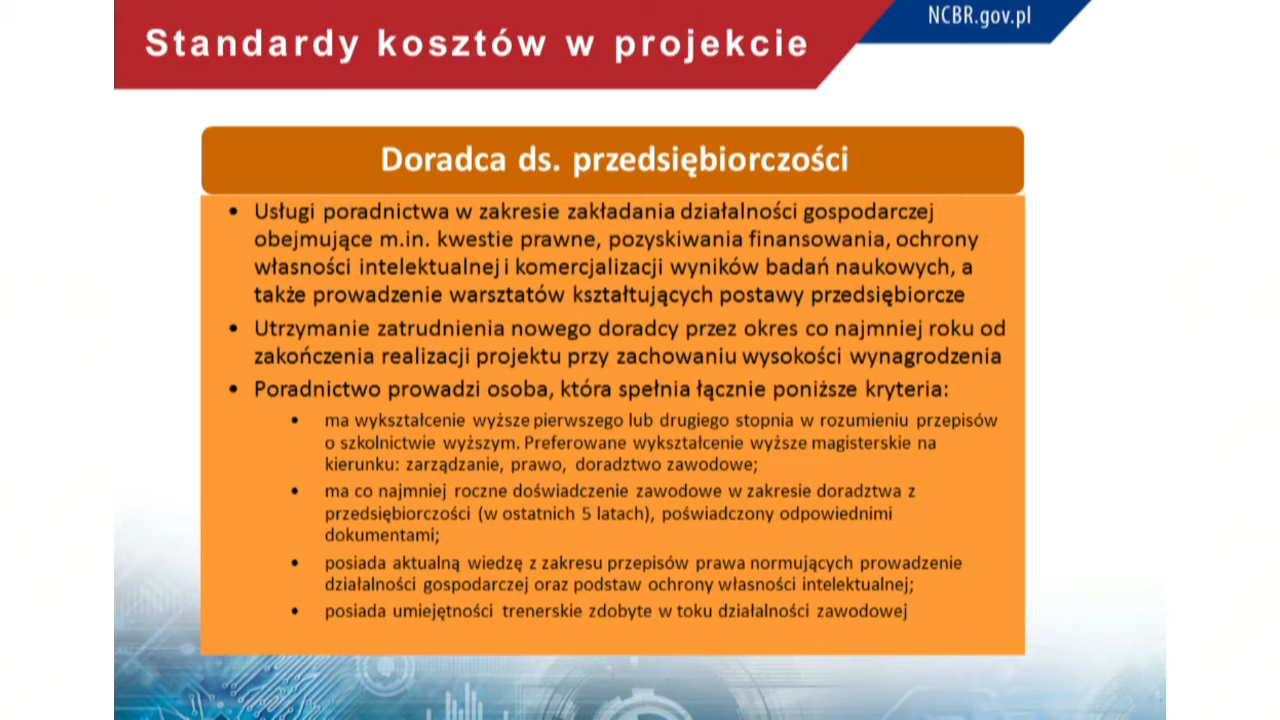 NCBR.gov.pl
Standardy kosztów w projekcie
Doradca ds. przedsiębiorczości
• Usługi poradnictwa w zakresie zakładania działalności gospodarczej
obejmujące m.in. kwestie prawne, pozyskiwania finansowania, ochrony
własności intelektualnej i komercjalizacji wyników badań naukowych, a
także prowadzenie warsztatów kształtujących postawy przedsiębiorcze
• Utrzymanie zatrudnienia nowego doradcy przez okres co najmniej roku od
zakończenia realizacji projektu przy zachowaniu wysokości wynagrodzenia
• Poradnictwo prowadzi osoba, która spełnia łącznie poniższe kryteria:
• ma wykształcenie wyższe pierwszego lub drugiego stopnia w rozumieniu przepisów
o szkolnictwie wyższym. Preferowane wykształcenie wyższe magisterskie na
kierunku: zarządzanie, prawo, doradztwo zawodowe;
• ma co najmniej roczne doświadczenie zawodowe w zakresie doradztwa z
przedsiębiorczości (w ostatnich 5 latach), poświadczony odpowiednimi
dokumentami;
• posiada aktualną wiedzę z zakresu przepisów prawa normujących prowadzenie
działalności gospodarczej oraz podstaw ochrony własności intelektualnej;
• posiada umiejętności trenerskie zdobyte w toku działalności zawodowej